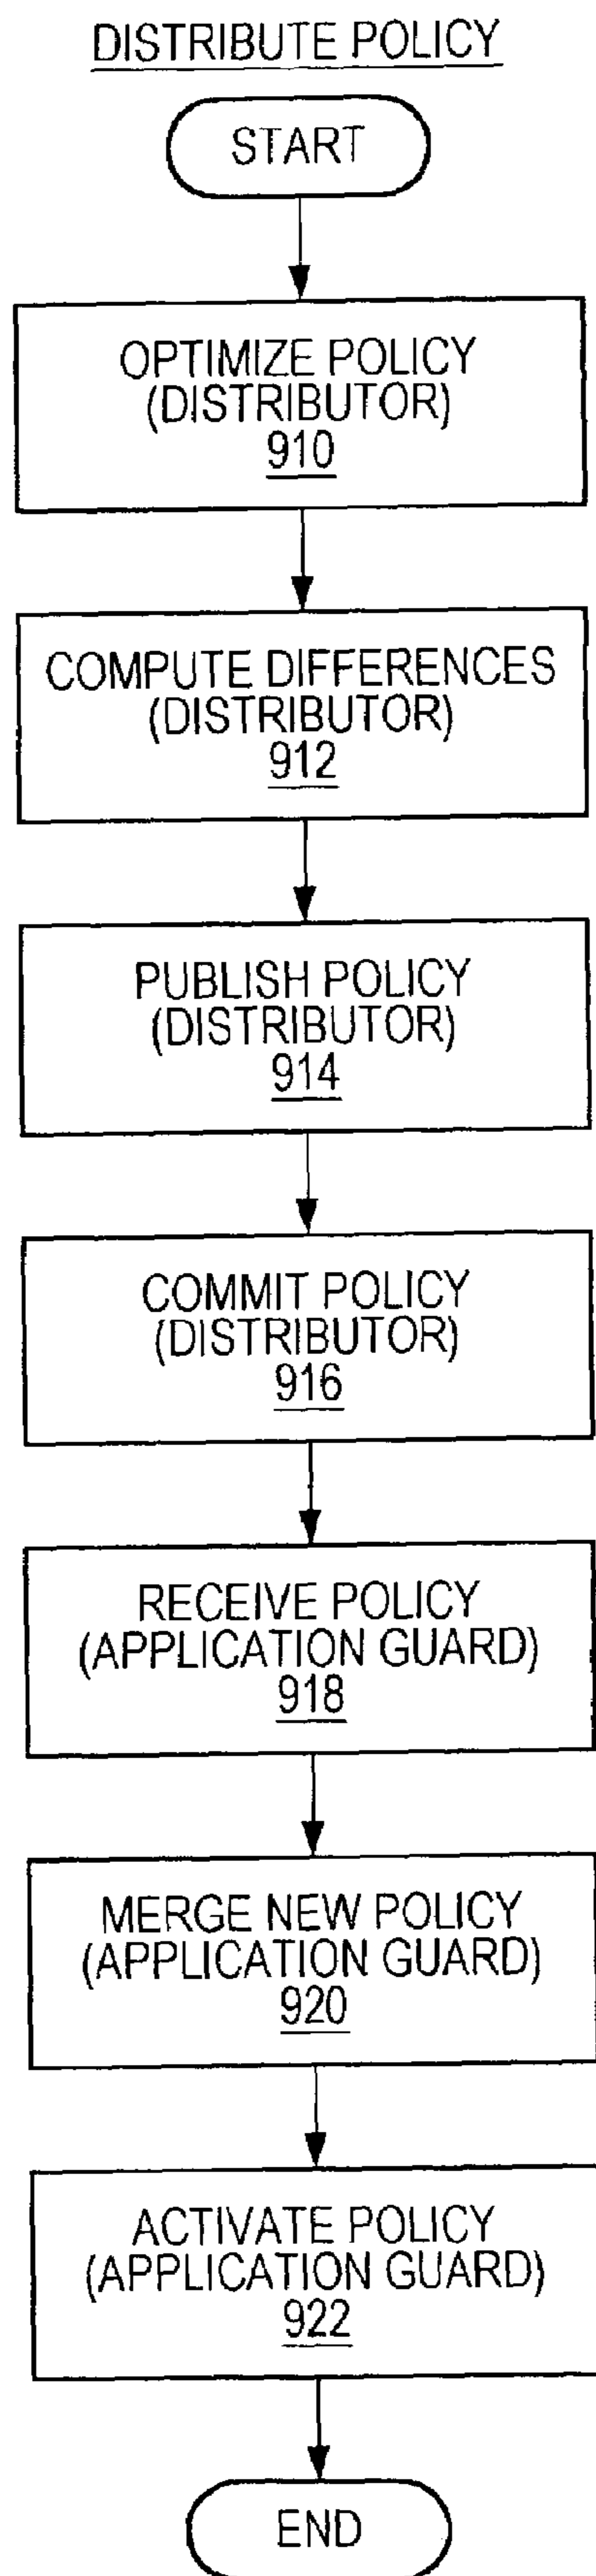 DISTRIBUTE POLICY
START
OPTIMIZE POLICY
(DISTRIBUTOR)
910
COMPUTE DIFFERENCES
(DISTRIBUTOR)
912
PUBLISH POLICY
(DISTRIBUTOR)
914
COMMIT POLICY
(DISTRIBUTOR)
916
RECEIVE POLICY
(APPLICATION GUARD)
918
MERGE NEW POLICY
(APPLICATION GUARD)
920
ACTIVATE POLICY
(APPLICATION GUARD)
922
END